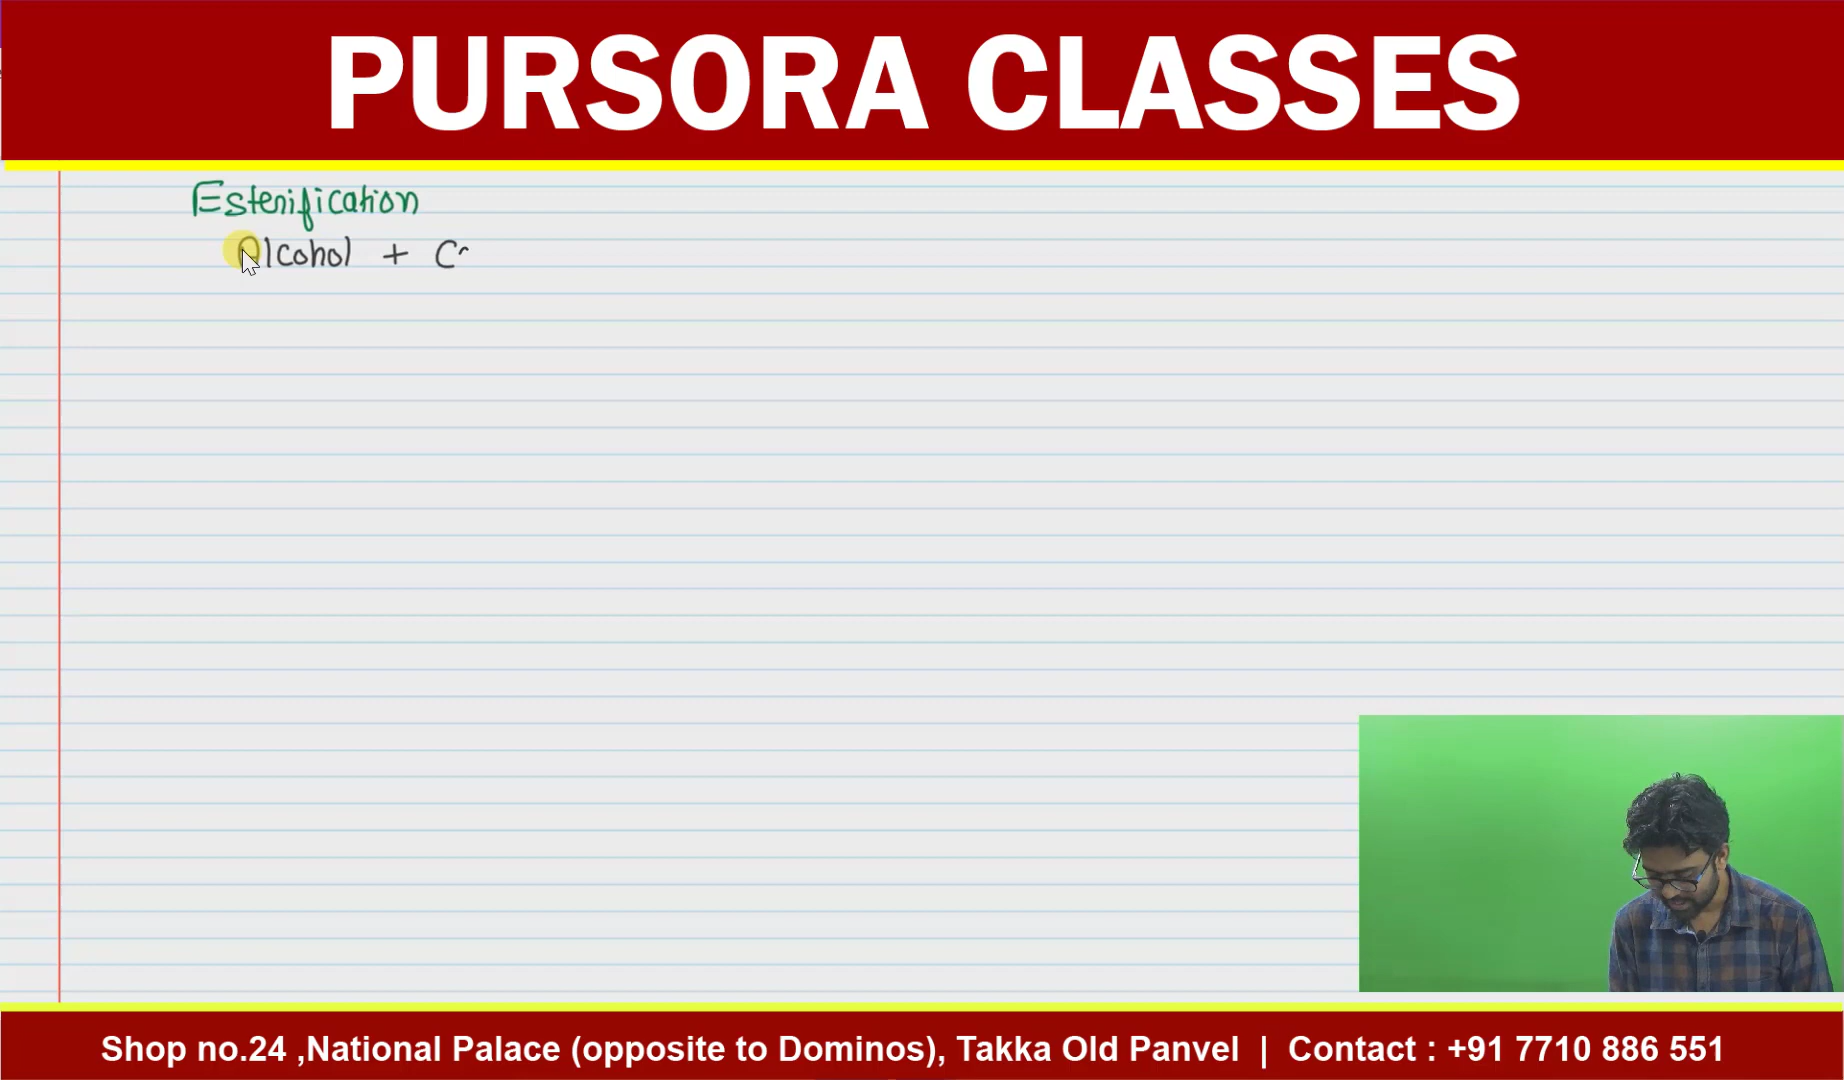 PURSORA CLASSES
Esterification
Alcohol + C
Shop no.24 ,National Palace (opposite to Dominos), Takka Old Panvel | Contact : +91 7710 886 551